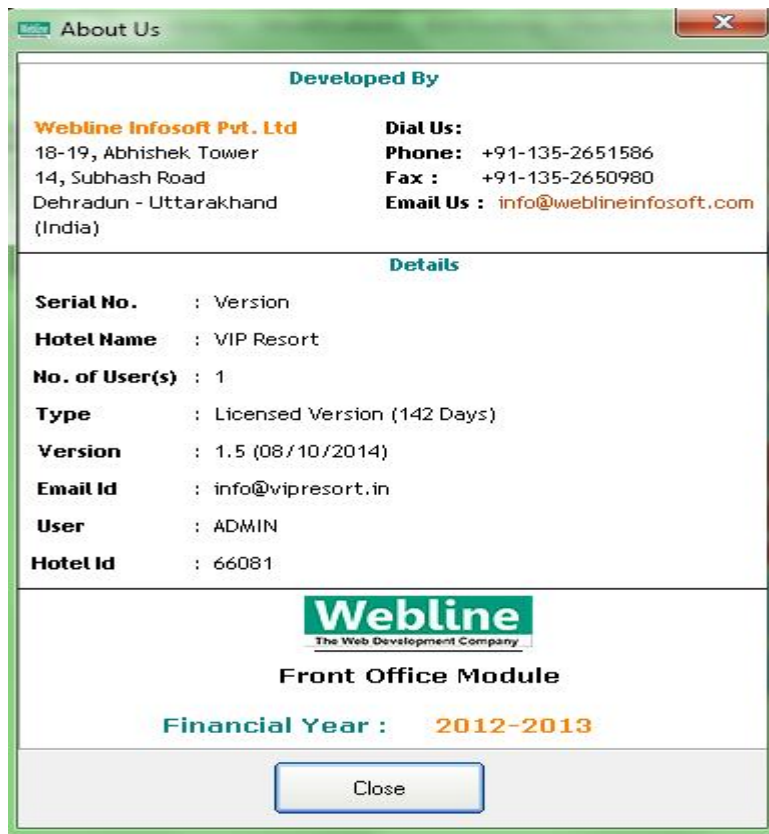 Webline About Us
Developed By
Webline Infosoft Pvt. Ltd
18-19, Abhishek Tower
14, Subhash Road
Dehradun - Uttarakhand
(India)
Dial Us:
Phone: +91-135-2651586
Fax : +91-135-2650980
Email Us : info@weblineinfosoft.com
Details
Serial No. : Version
Hotel Name : VIP Resort
No. of User(s) : 1
Type : Licensed Version (142 Days)
Version : 1.5 (08/10/2014)
Email Id : info@vipresort.in
User : ADMIN
Hotel Id : 66081
Webline
The Web Development Company
Front Office Module
Financial Year : 2012-2013
Close